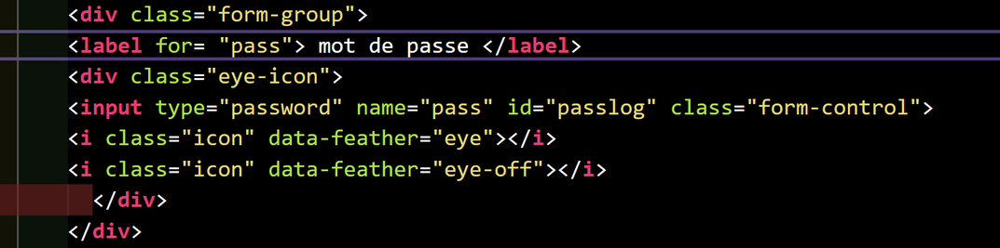 <div class="form-group">
<label for= "pass"> mot de passe </label>
<div class="eye-icon">
<input type="password" name="pass" id="passlog" class="form-control">
<i class="icon" data-feather="eye"></i>
<i class="icon" data-feather="eye-off"></i>
</div>
</div>